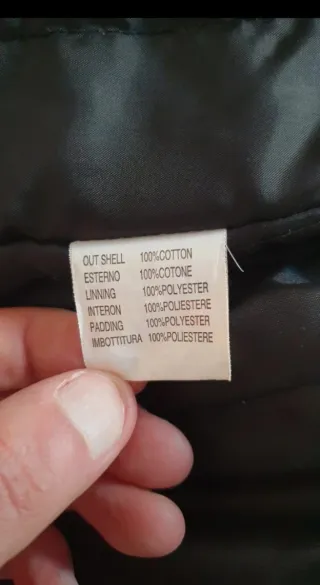 OUT SHELL 100%COTTON
ESTERNO 100%COTONE
LINNING 100%POLYESTER
INTERON 100%POLIESTERE
PADDING 100%POLYESTER
IMBOTTITURA 100%POLIESTERE